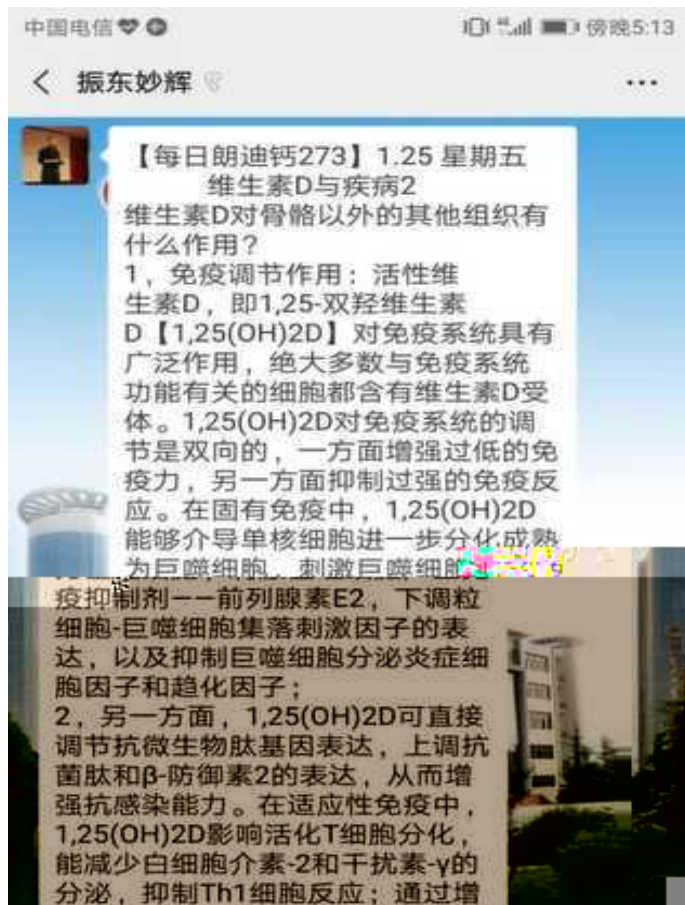 中国电信
傍晚5:13
振东妙辉
【每日朗迪钙273】1.25 星期五
维生素D与疾病2
维生素D对骨骼以外的其他组织有
什么作用？
1，免疫调节作用：活性维
生素D，即1,25-双羟维生素
D【1,25(OH)2D】对免疫系统具有
广泛作用，绝大多数与免疫系统
功能有关的细胞都含有维生素D受
体。1,25(OH)2D对免疫系统的调
节是双向的，一方面增强过低的免
疫力，另一方面抑制过强的免疫反
应。在固有免疫中，1,25(OH)2D
能够介导单核细胞进一步分化成熟
为巨噬细胞，刺激巨噬细胞
疫抑制剂——前列腺素E2，下调粒
细胞-巨噬细胞集落刺激因子的表
达，以及抑制巨噬细胞分泌炎症细
胞因子和趋化因子；
2，另一方面，1,25(OH)2D可直接
调节抗微生物肽基因表达，上调抗
菌肽和β-防御素2的表达，从而增
强抗感染能力。在适应性免疫中，
1,25(OH)2D影响活化T细胞分化，
能减少白细胞介素-2和干扰素-γ的
分泌，抑制Th1细胞反应；通过增